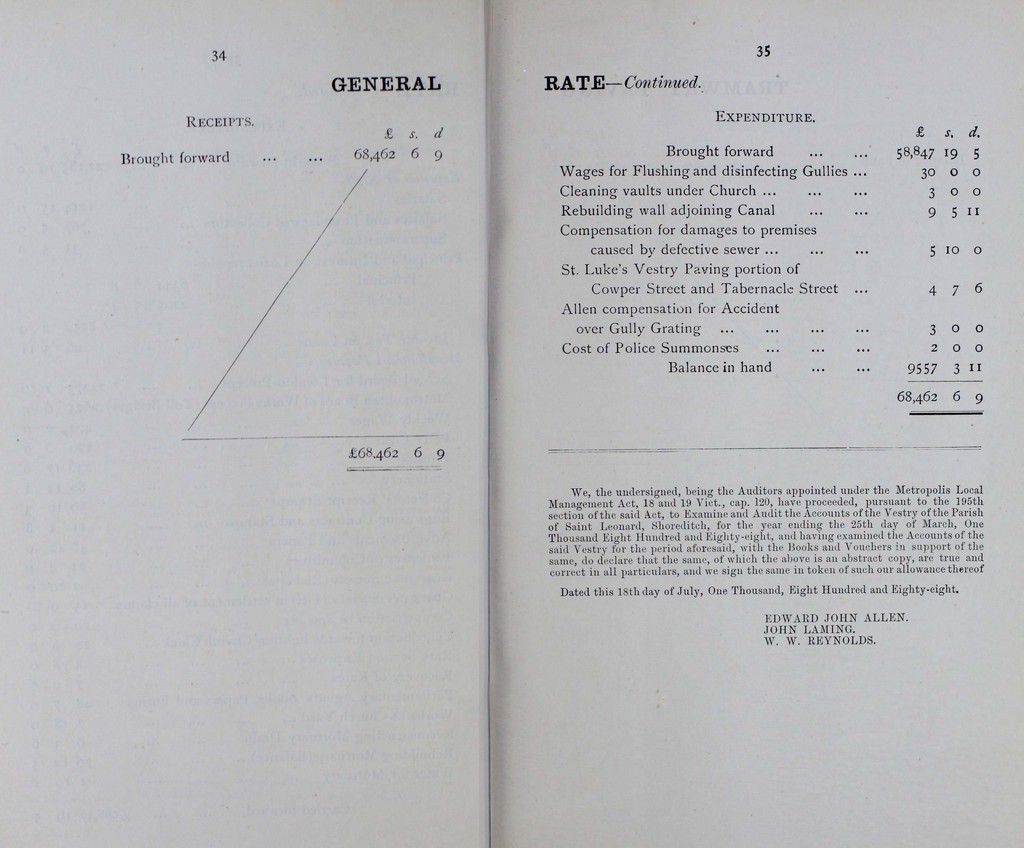 34
GENERAL
RECEIPTS.
£ s. d
Brought forward ... ... 68,462 6 9
£68,462 6 9
35
RATE—Continued.
EXPENDITURE.
£ s. d.
Brought forward ... ... 58,847 19 5
Wages for Flushing and disinfecting Gullies ... 30 0 0
Cleaning vaults under Church ... ... ... 3 0 0
Rebuilding wall adjoining Canal ... ... 9 5 11
Compensation for damages to premises
caused by defective sewer ... ... ... 5 10 0
St. Luke's Vestry Paving portion of
Cowper Street and Tabernacle Street ... 4 7 6
Allen compensation for Accident
over Gully Grating ... ... ... ... 3 0 0
Cost of Police Summonses ... ... ... 2 0 0
Balance in hand ... ... 9557 3 11
68,462 6 9
We, the undersigned, being the Auditors appointed under the Metropolis Local
Management Act, 18 and 19 Vict., cap. 120, have proceeded, pursuant to the 195th
section of the said Act, to Examine and Audit the Accounts of the Vestry of the Parish
of Saint Leonard, Shoreditch, for the year ending the 25th day of March, One
Thousand Eight Hundred and Eighty-eight, and having examined the Accounts of the
said Vestry for the period aforesaid, with the Books and Vouchers in support of the
same, do declare that the same, of which the above is an abstract copy, are true and
correct in all particulars, and we sign the same in token of such our allowance thereof
Dated this 18th day of July, One Thousand, Eight Hundred and Eighty-eight.
EDWARD JOHN ALLEN.
JOHN LAMING.
W. W. REYNOLDS.